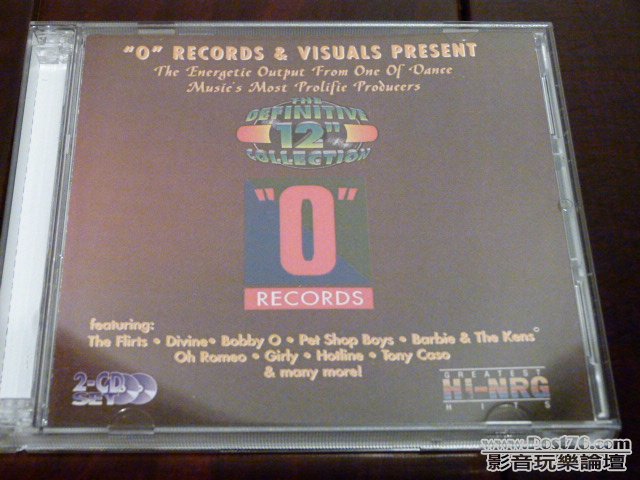 "O" RECORDS & VISUALS PRESENT
The Energetic Output From One Of Dance
Music's Most Prolific Producers
THE
DEFINITIVE
12"
COLLECTION
"O"
RECORDS
featuring:
The Flirts • Divine • Bobby O • Pet Shop Boys • Barbie & The Kens
Oh Romeo • Girly • Hotline • Tony Caso
& many more!
2-CD
SET
GREATEST
HI-NRG
HITS
www.Post76.com
影音玩樂論壇